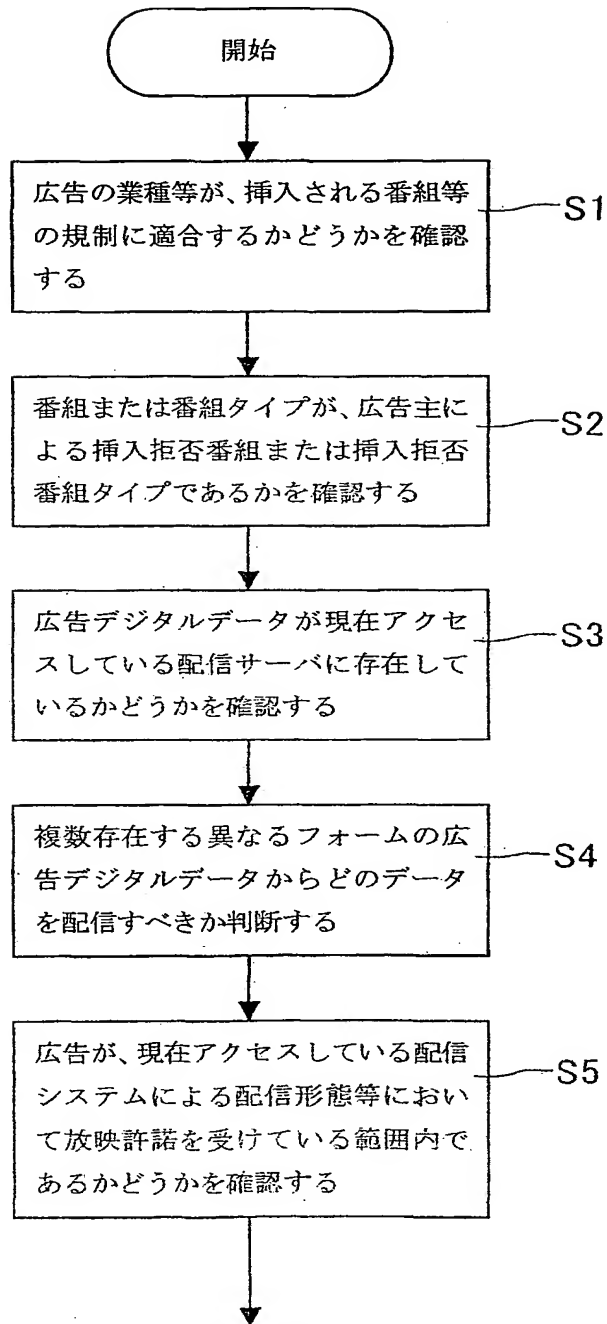 開始
広告の業種等が、挿入される番組等
の規制に適合するかどうかを確認
する
S1
番組または番組タイプが、広告主に
よる挿入拒否番組または挿入拒否
番組タイプであるかを確認する
S2
広告デジタルデータが現在アクセ
スしている配信サーバに存在して
いるかどうかを確認する
S3
複数存在する異なるフォームの広
告デジタルデータからどのデータ
を配信すべきか判断する
S4
広告が、現在アクセスしている配信
システムによる配信形態等におい
て放映許諾を受けている範囲内で
あるかどうかを確認する
S5